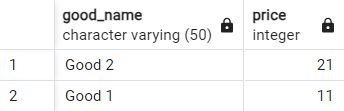 good_name price
character varying (50) integer
1 Good 2 21
2 Good 1 11